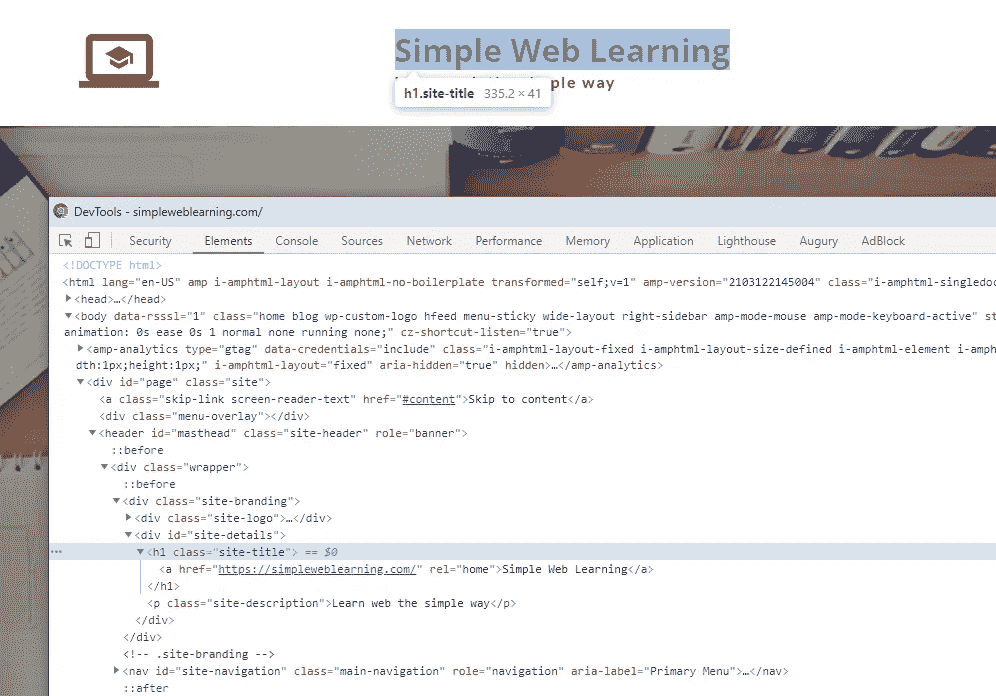 Simple Web Learning
ple way
h1.site-title 335.2 × 41
DevTools - simpleweblearning.com/
Security Elements Console Sources Network Performance Memory Application Lighthouse Augury AdBlock
<!DOCTYPE html>
<html lang="en-US" amp i-amphtml-layout i-amphtml-no-boilerplate transformed="self;v=1" amp-version="2103122145004" class="i-amphtml-singledoc
<head>…</head>
<body data-rsssl="1" class="home blog wp-custom-logo hfeed menu-sticky wide-layout right-sidebar amp-mode-mouse amp-mode-keyboard-active" st
animation: 0s ease 0s 1 normal none running none;" cz-shortcut-listen="true">
<amp-analytics type="gtag" data-credentials="include" class="i-amphtml-layout-fixed i-amphtml-layout-size-defined i-amphtml-element i-amph
dth:1px;height:1px;" i-amphtml-layout="fixed" aria-hidden="true" hidden>…</amp-analytics>
<div id="page" class="site">
<a class="skip-link screen-reader-text" href="#content">Skip to content</a>
<div class="menu-overlay"></div>
<header id="masthead" class="site-header" role="banner">
::before
<div class="wrapper">
::before
<div class="site-branding">
<div class="site-logo">…</div>
<div id="site-details">
<h1 class="site-title"> == $0
<a href="https://simpleweblearning.com/" rel="home">Simple Web Learning</a>
</h1>
<p class="site-description">Learn web the simple way</p>
</div>
</div>
<!-- .site-branding -->
<nav id="site-navigation" class="main-navigation" role="navigation" aria-label="Primary Menu">…</nav>
::after